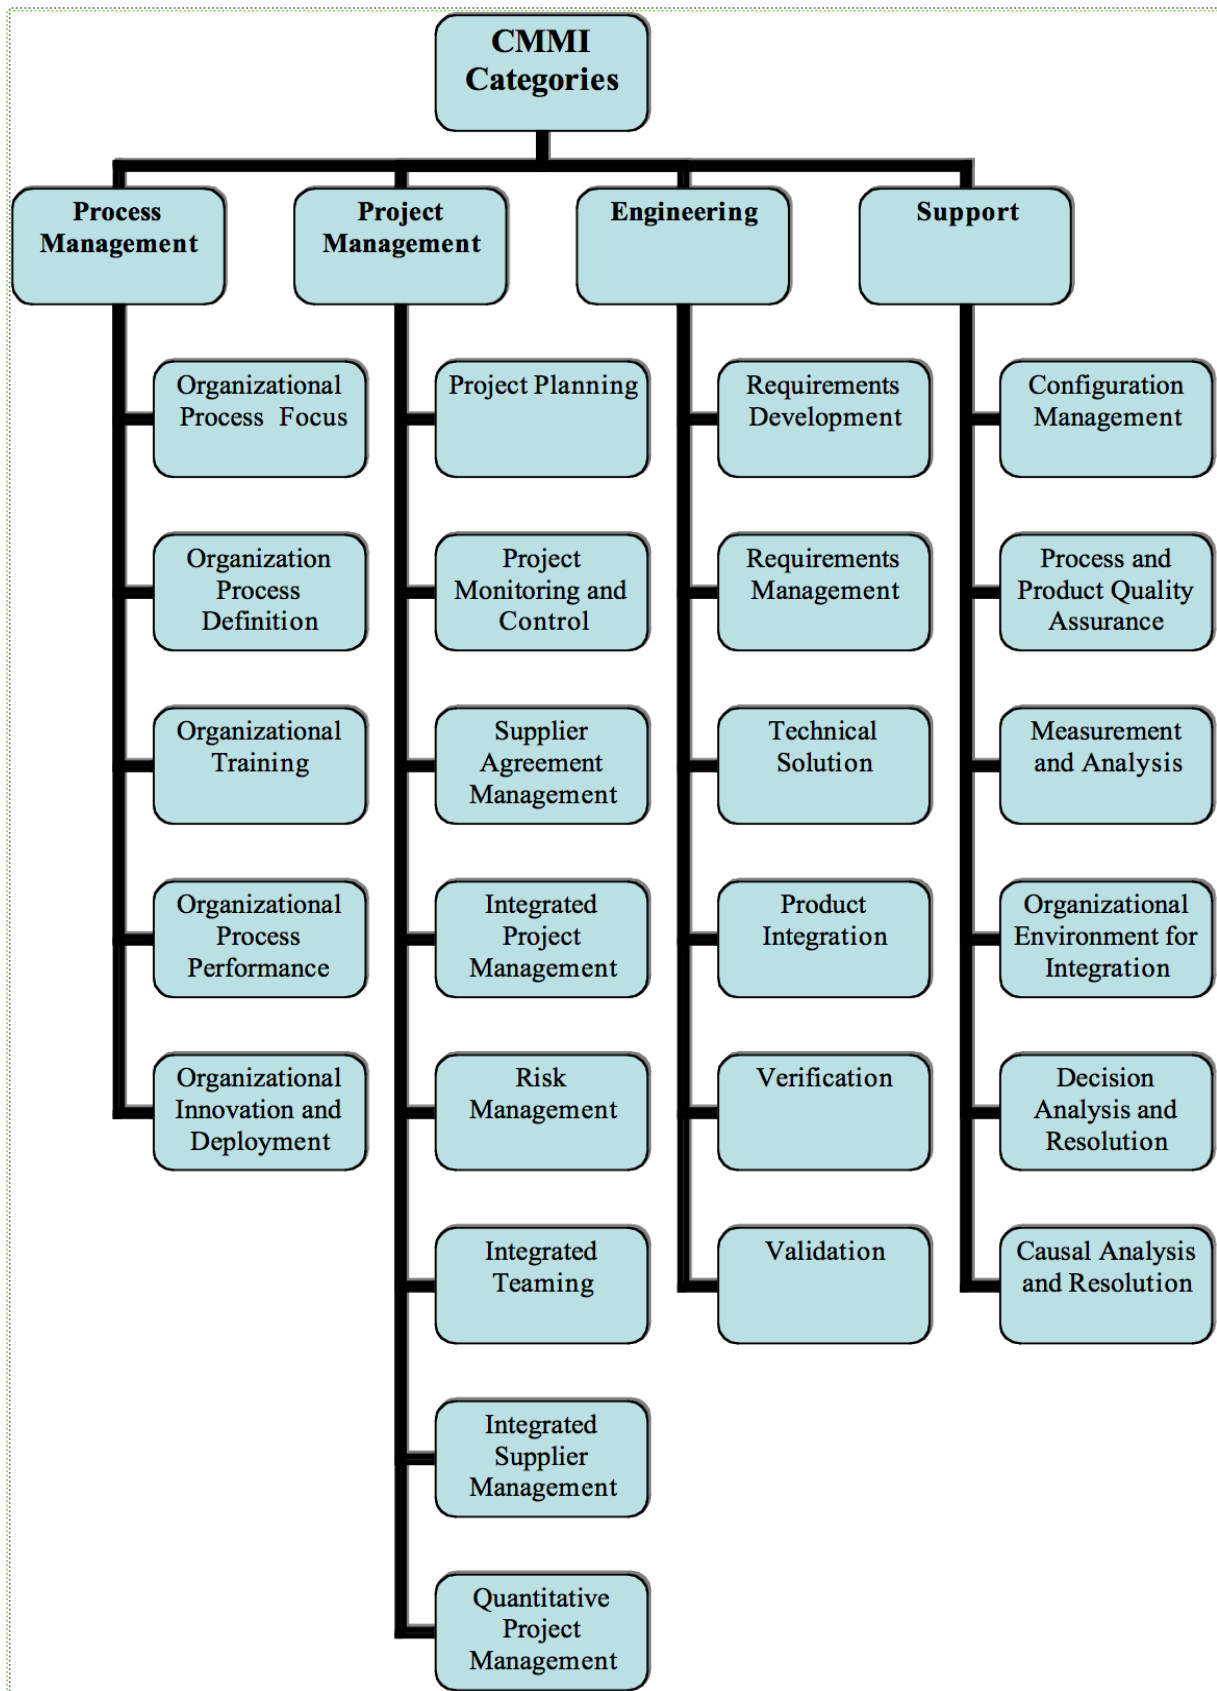 CMMI
Categories
Process
Management
Project
Management
Engineering
Support
Organizational
Process Focus
Organization
Process
Definition
Organizational
Training
Organizational
Process
Performance
Organizational
Innovation and
Deployment
Project Planning
Project
Monitoring and
Control
Supplier
Agreement
Management
Integrated
Project
Management
Risk
Management
Integrated
Teaming
Integrated
Supplier
Management
Quantitative
Project
Management
Requirements
Development
Requirements
Management
Technical
Solution
Product
Integration
Verification
Validation
Configuration
Management
Process and
Product Quality
Assurance
Measurement
and Analysis
Organizational
Environment for
Integration
Decision
Analysis and
Resolution
Causal Analysis
and Resolution